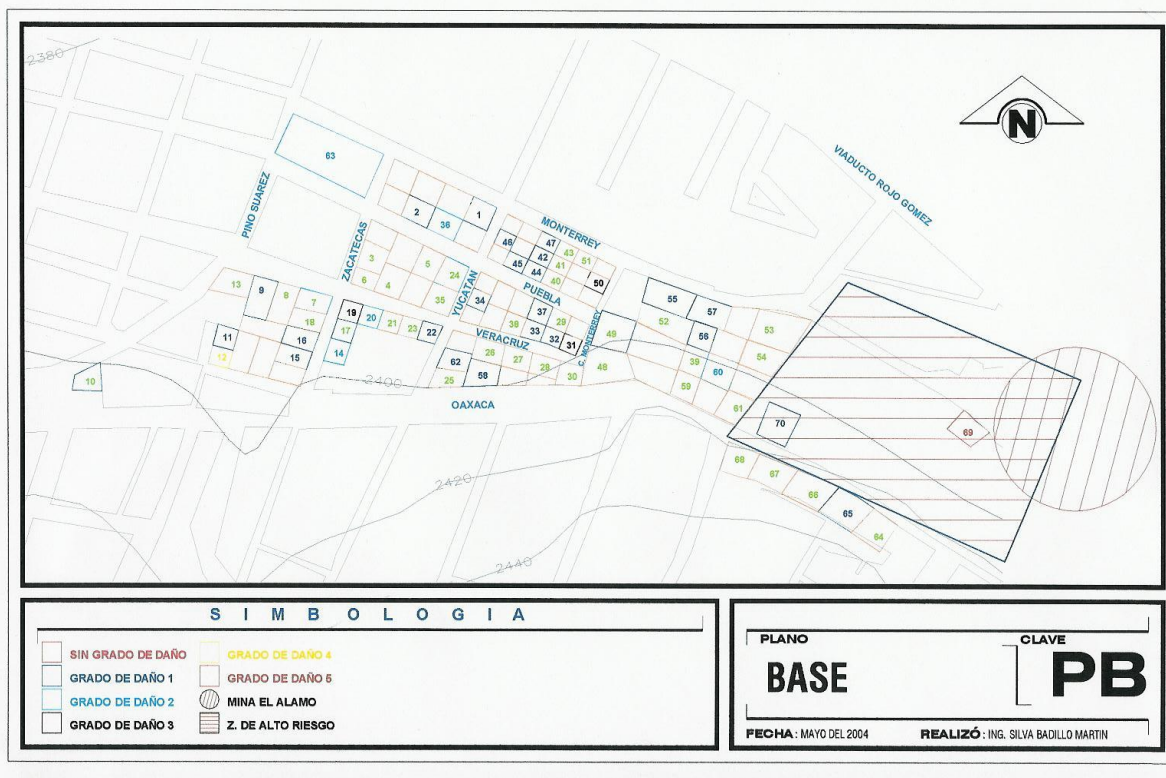 2380
63
N
VIADUCTO ROJO GOMEZ
PINO SUAREZ
2
36
1
MONTERREY
ZACATECAS
3
5
24
6
4
35
YUCATAN
46
47
42
43
51
45
44
41
40
50
PUEBLA
34
38
37
29
33
32
31
C. MONTERREY
VERACRUZ
13
9
8
7
18
11
12
16
15
10
19
20
17
21
23
22
14
62
26
27
28
30
25
58
49
48
55
57
52
56
53
54
39
60
59
61
70
69
68
67
66
65
64
2400
OAXACA
2420
2440
SIMBOLOGIA
SIN GRADO DE DAÑO
GRADO DE DAÑO 1
GRADO DE DAÑO 2
GRADO DE DAÑO 3
GRADO DE DAÑO 4
GRADO DE DAÑO 5
MINA EL ALAMO
Z. DE ALTO RIESGO
PLANO
BASE
CLAVE
PB
FECHA : MAYO DEL 2004
REALIZÓ : ING. SILVA BADILLO MARTIN